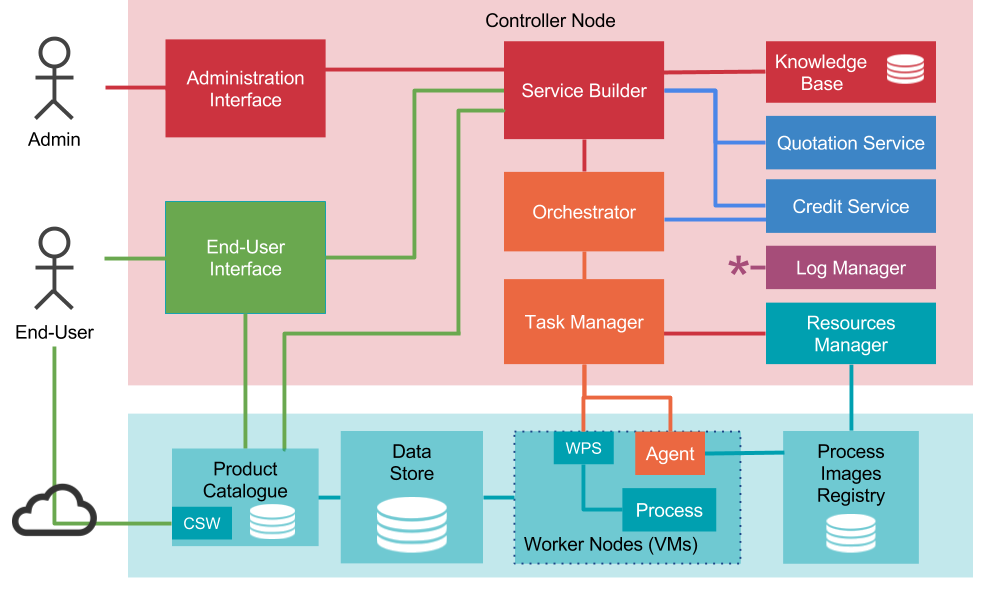 Controller Node
Administration
Interface
Service Builder
Knowledge
Base
Admin
Quotation Service
Orchestrator
Credit Service
End-User
Interface
End-User
*
Log Manager
Task Manager
Resources
Manager
Product
Catalogue
CSW
Data
Store
WPS
Agent
Process
Worker Nodes (VMs)
Process
Images
Registry